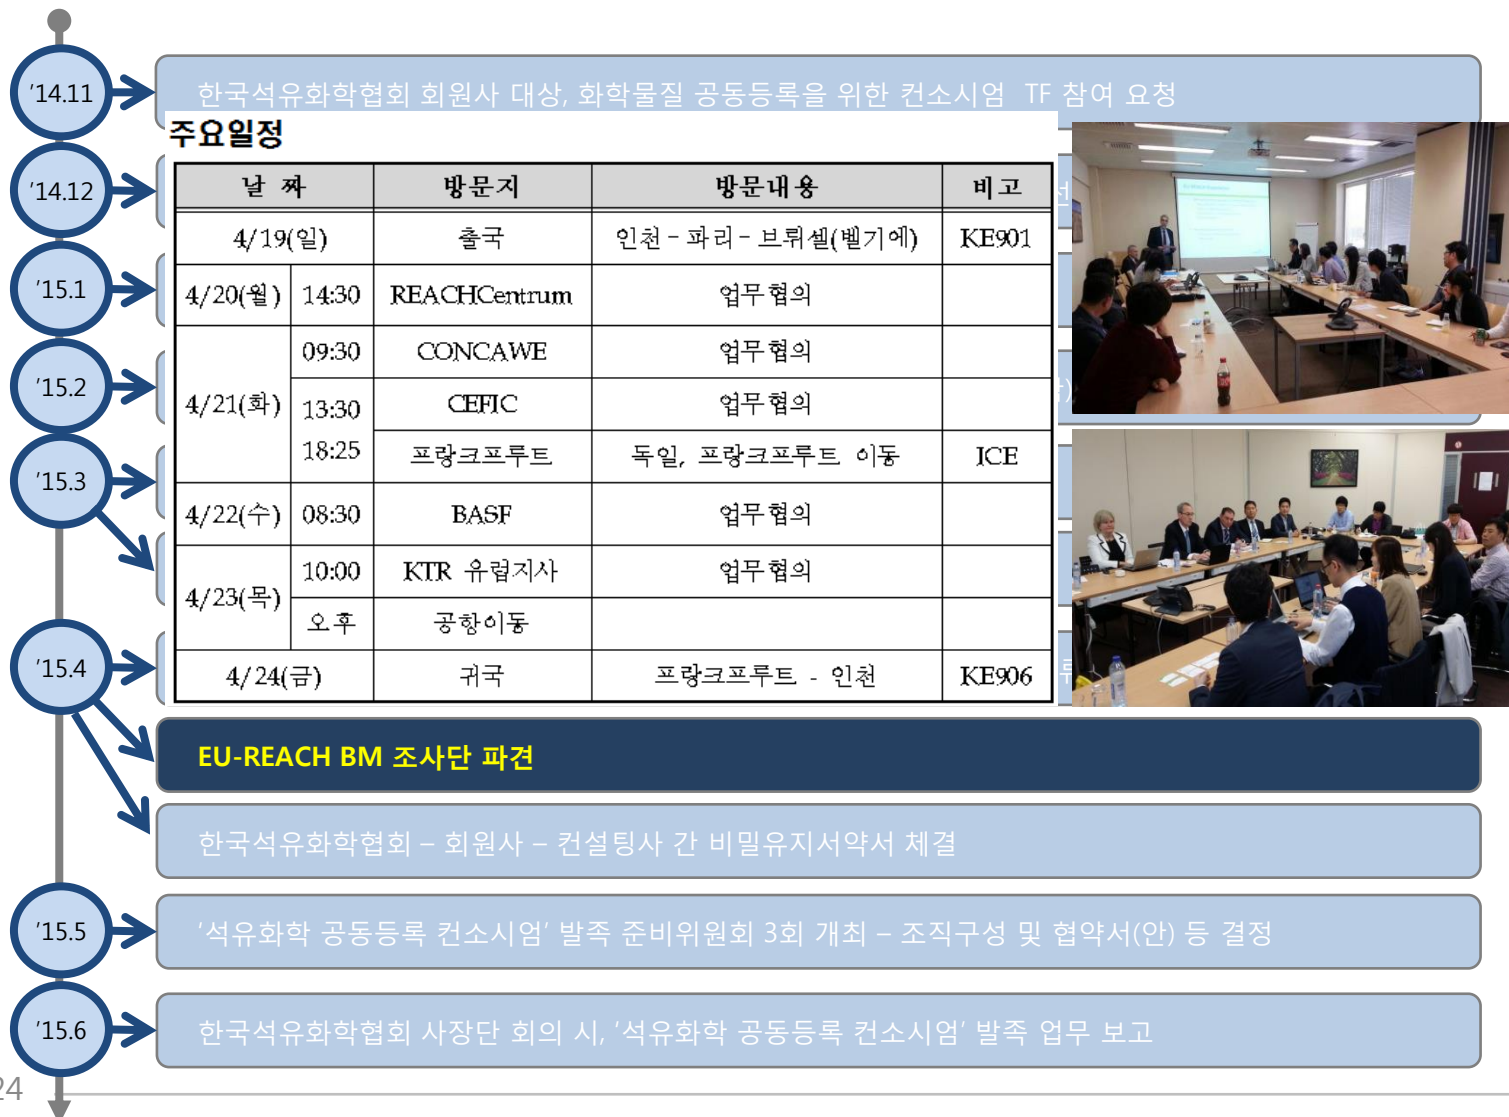 '14.11
한국석유화학협회 회원사 대상, 화학물질 공동등록을 위한 컨소시엄 TF 참여 요청
주요일정
날 짜 방문지 방문내용 비고
4/19(일) 출국 인천 - 파리 - 브뤼셀(벨기에) KE901
4/20(월) 14:30 REACHCentrum 업무협의
4/21(화) 09:30 CONCAWE 업무협의
13:30 CEFIC 업무협의
18:25 프랑크프루트 독일, 프랑크프루트 이동 ICE
4/22(수) 08:30 BASF 업무협의
4/23(목) 10:00 KTR 유럽지사 업무협의
오후 공항이동
4/24(금) 귀국 프랑크프루트 - 인천 KE906
'14.12
'15.1
'15.2
'15.3
'15.4
EU-REACH BM 조사단 파견
한국석유화학협회 – 회원사 – 컨설팅사 간 비밀유지서약서 체결
'15.5
'석유화학 공동등록 컨소시엄' 발족 준비위원회 3회 개최 – 조직구성 및 협약서(안) 등 결정
'15.6
한국석유화학협회 사장단 회의 시, '석유화학 공동등록 컨소시엄' 발족 업무 보고
24